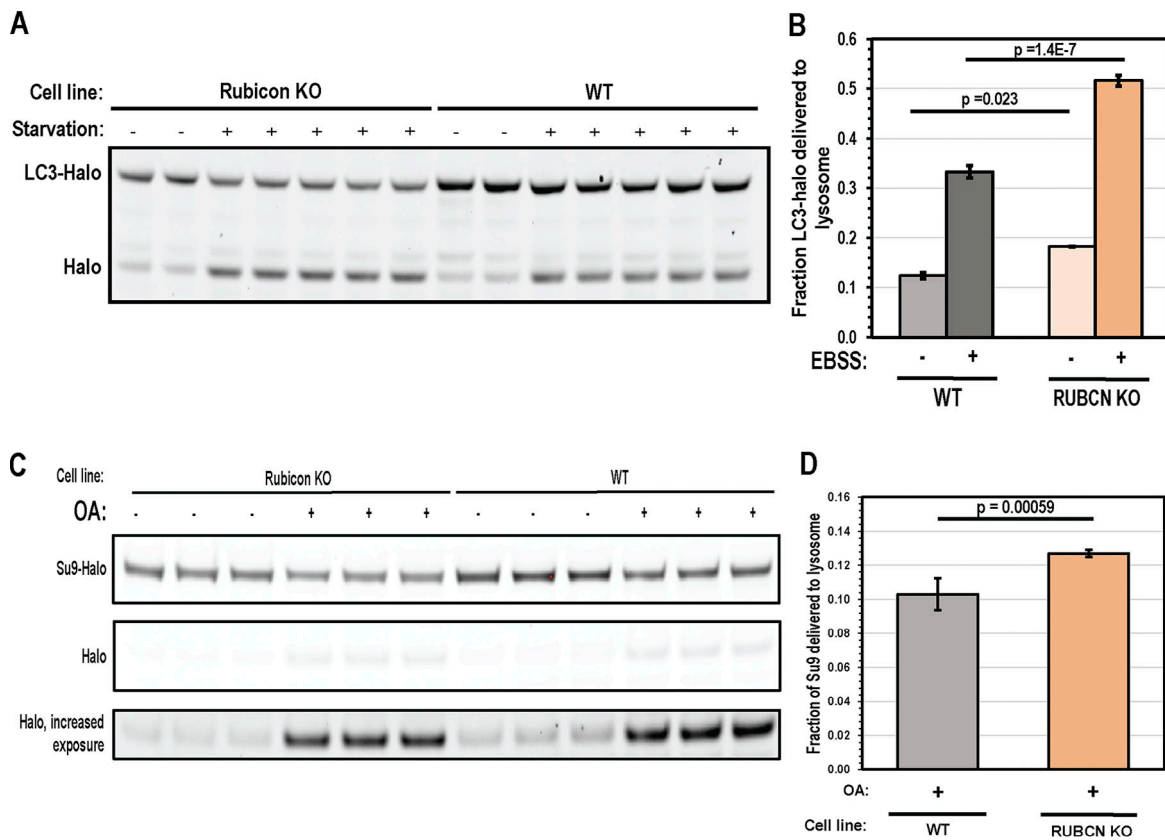 A
Cell line:
Rubicon KO
WT
Starvation:
- - + + + + + - - + + + + +
LC3-Halo
Halo
B
Fraction LC3-halo delivered to
lysosome
0.6
0.5
0.4
0.3
0.2
0.1
0.0
p =1.4E-7
p =0.023
EBSS:
- + - +
WT
RUBCN KO
C
Cell line:
Rubicon KO
WT
OA:
- - - + + + - - - + + +
Su9-Halo
Halo
Halo, increased
exposure
D
Fraction of Su9 delivered to lysosome
0.16
0.14
0.12
0.10
0.08
0.06
0.04
0.02
0.00
p = 0.00059
OA:
+ +
Cell line:
WT
RUBCN KO